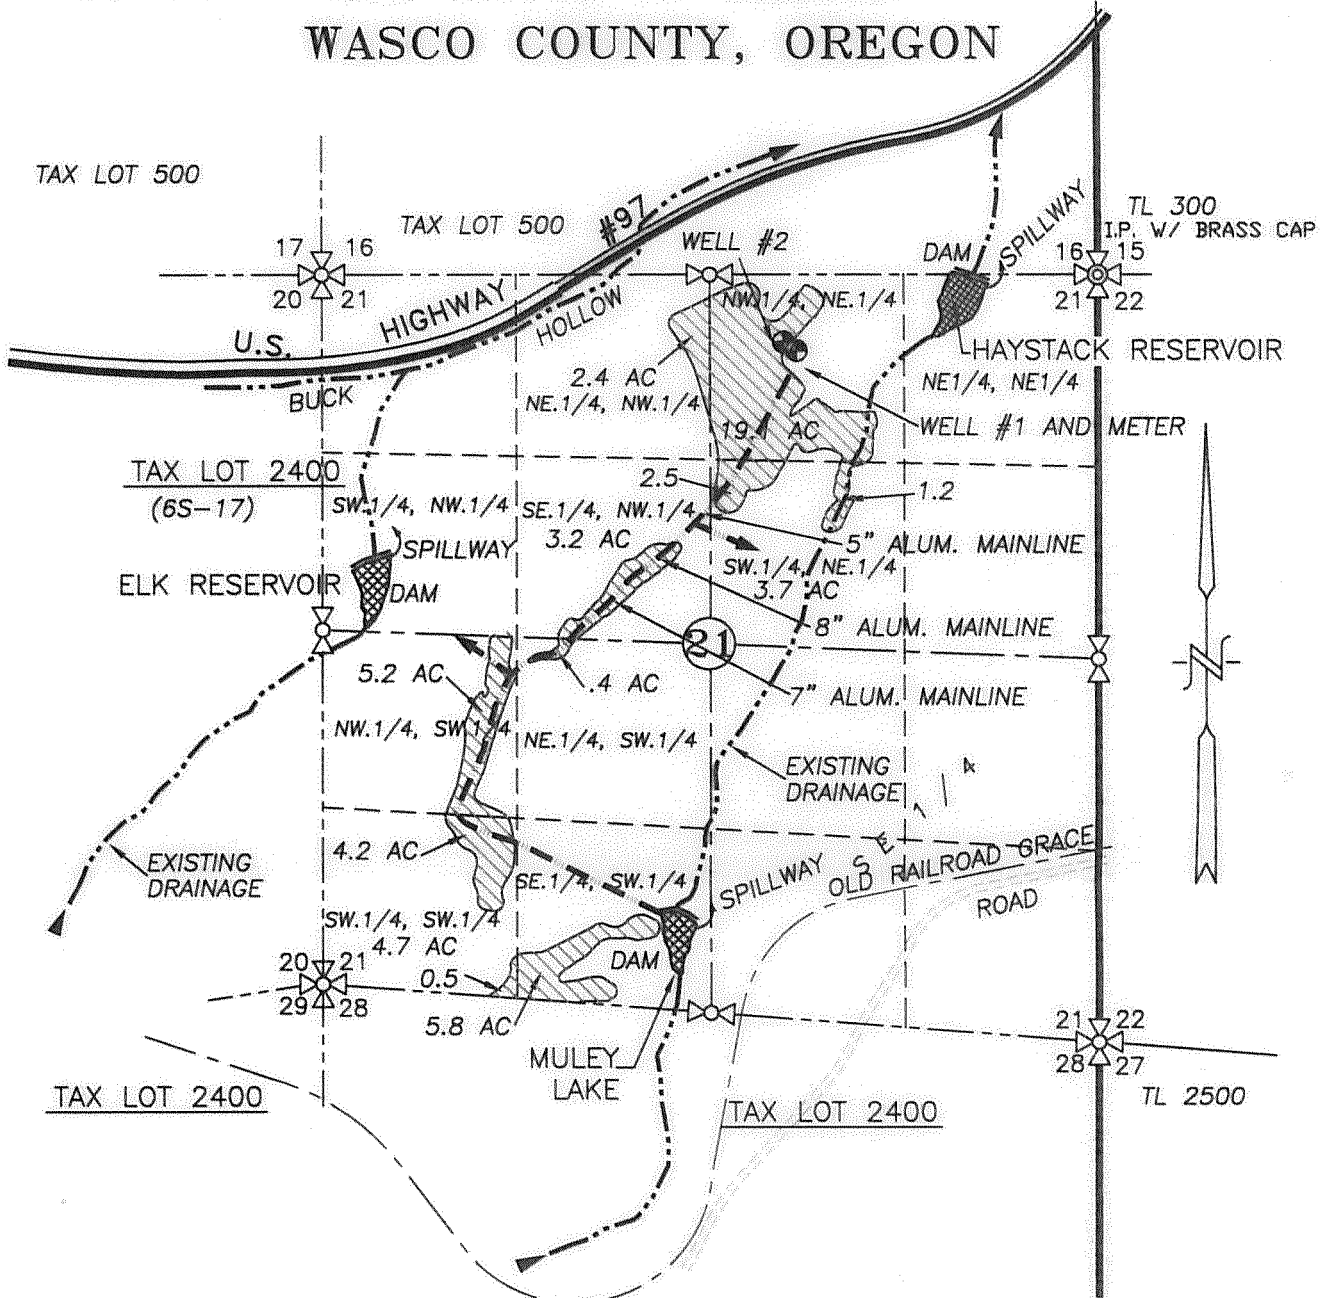 WASCO COUNTY, OREGON
TAX LOT 500
TAX LOT 500
#97
WELL #2
DAM
SPILLWAY
TL 300
I.P. W/ BRASS CAP
17 16
20 21
16 15
21 22
U.S.
HIGHWAY
HOLLOW
BUCK
NW.1/4, NE.1/4
HAYSTACK RESERVOIR
NE1/4, NE1/4
2.4 AC
NE.1/4, NW.1/4
19.1 AC
WELL #1 AND METER
TAX LOT 2400
(6S-17)
2.5
1.2
SW.1/4, NW.1/4
SE.1/4, NW.1/4
3.2 AC
SPILLWAY
5" ALUM. MAINLINE
SW.1/4, NE.1/4
3.7 AC
ELK RESERVOIR
DAM
8" ALUM. MAINLINE
21
5.2 AC
.4 AC
7" ALUM. MAINLINE
NW.1/4, SW.1/4
NE.1/4, SW.1/4
EXISTING
DRAINAGE
SE 1/4
4.2 AC
EXISTING
DRAINAGE
SE.1/4, SW.1/4
SPILLWAY
OLD RAILROAD GRACE
ROAD
SW.1/4, SW.1/4
4.7 AC
DAM
20 21
29 28
0.5
5.8 AC
21 22
28 27
MULEY
LAKE
TAX LOT 2400
TAX LOT 2400
TL 2500